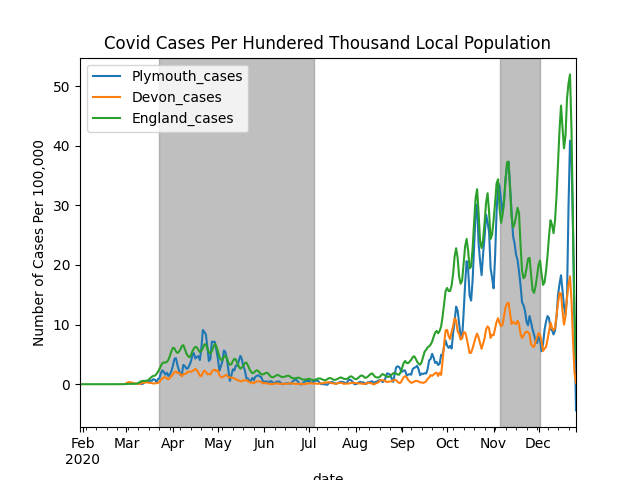 Covid Cases Per Hundered Thousand Local Population
Plymouth_cases
Devon_cases
England_cases
Number of Cases Per 100,000
50
40
30
20
10
0
Feb Mar Apr May Jun Jul Aug Sep Oct Nov Dec
2020
date